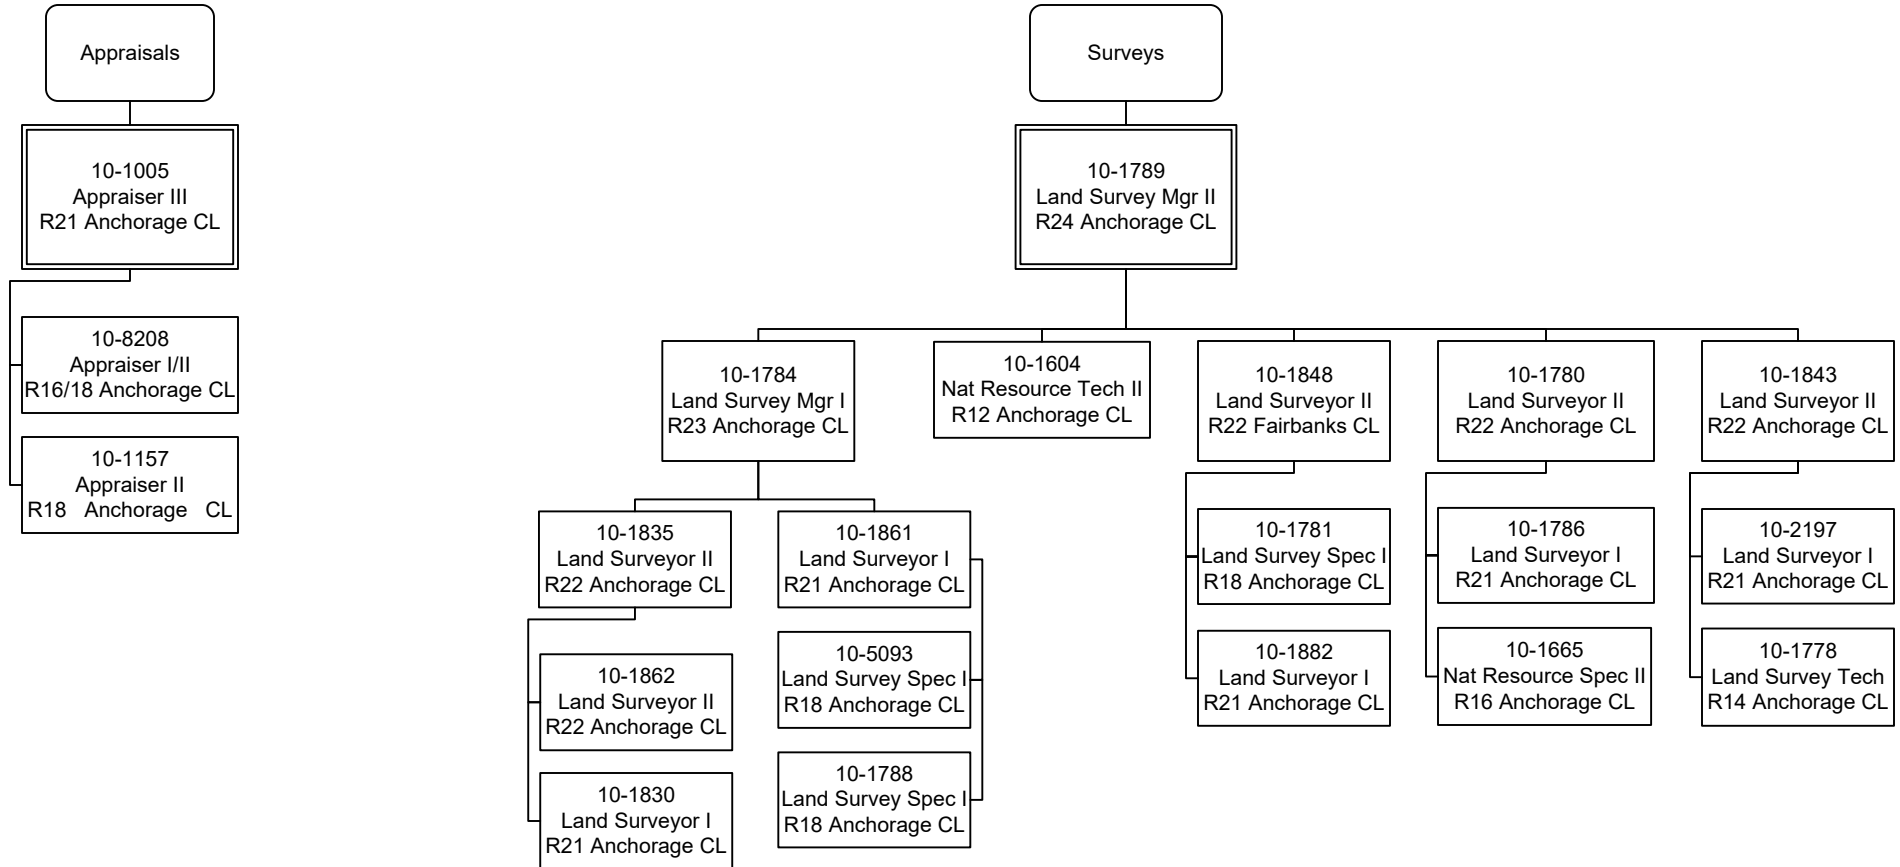 Appraisals
10-1005
Appraiser III
R21 Anchorage CL
10-8208
Appraiser I/II
R16/18 Anchorage CL
10-1157
Appraiser II
R18 Anchorage CL
Surveys
10-1789
Land Survey Mgr II
R24 Anchorage CL
10-1784
Land Survey Mgr I
R23 Anchorage CL
10-1835
Land Surveyor II
R22 Anchorage CL
10-1862
Land Surveyor II
R22 Anchorage CL
10-1830
Land Surveyor I
R21 Anchorage CL
10-1861
Land Surveyor I
R21 Anchorage CL
10-5093
Land Survey Spec I
R18 Anchorage CL
10-1788
Land Survey Spec I
R18 Anchorage CL
10-1604
Nat Resource Tech II
R12 Anchorage CL
10-1848
Land Surveyor II
R22 Fairbanks CL
10-1781
Land Survey Spec I
R18 Anchorage CL
10-1882
Land Surveyor I
R21 Anchorage CL
10-1780
Land Surveyor II
R22 Anchorage CL
10-1786
Land Surveyor I
R21 Anchorage CL
10-1665
Nat Resource Spec II
R16 Anchorage CL
10-1843
Land Surveyor II
R22 Anchorage CL
10-2197
Land Surveyor I
R21 Anchorage CL
10-1778
Land Survey Tech
R14 Anchorage CL